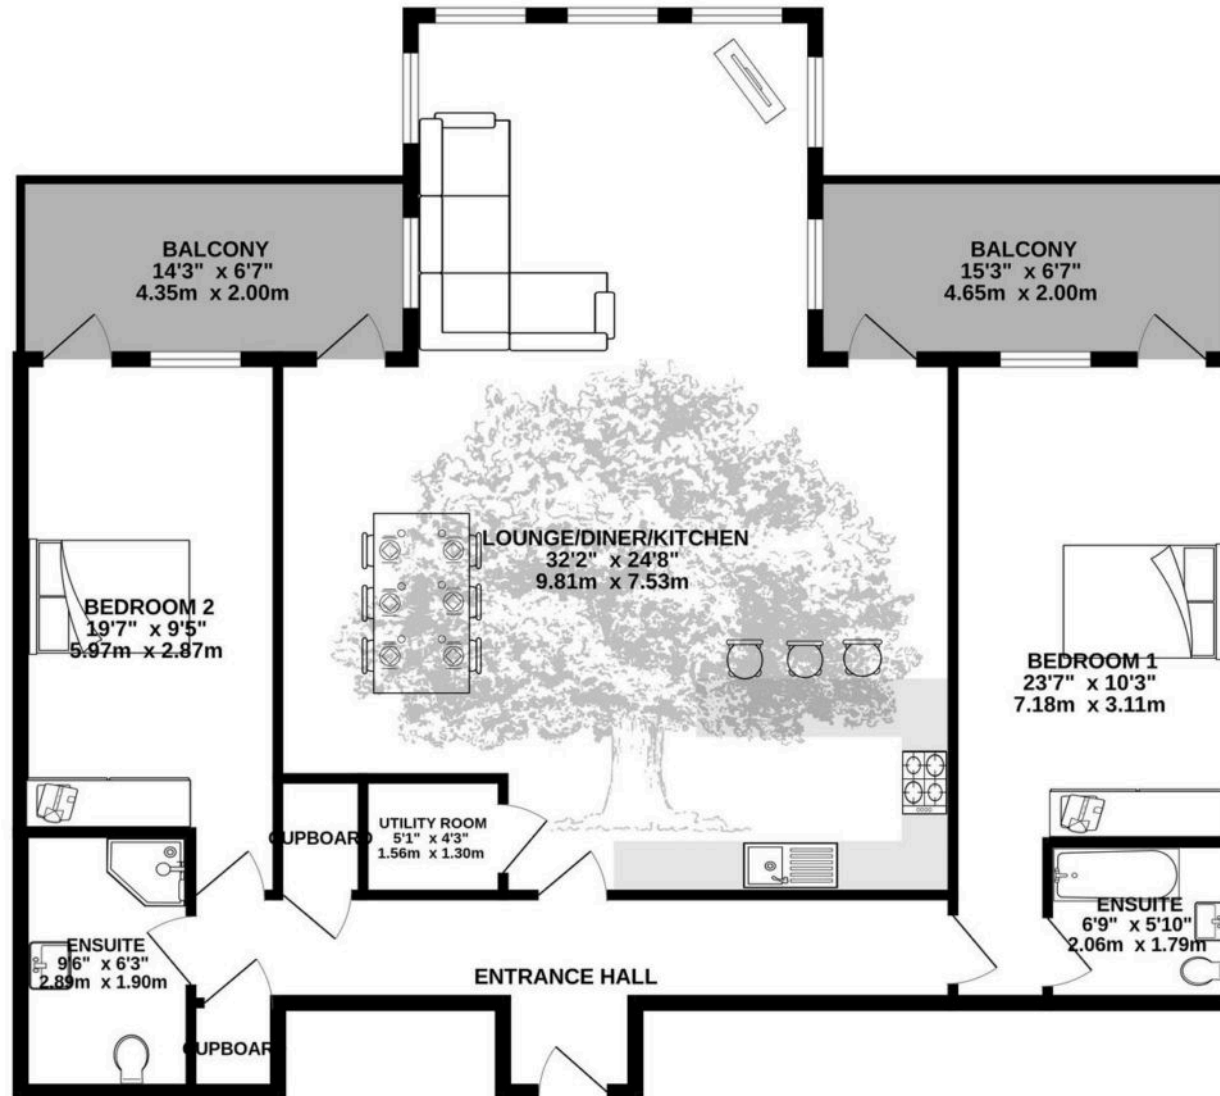 BALCONY
14'3" x 6'7"
4.35m x 2.00m
BALCONY
15'3" x 6'7"
4.65m x 2.00m
LOUNGE/DINER/KITCHEN
32'2" x 24'8"
9.81m x 7.53m
BEDROOM 2
19'7" x 9'5"
5.97m x 2.87m
BEDROOM 1
23'7" x 10'3"
7.18m x 3.11m
CUPBOARD
UTILITY ROOM
5'1" x 4'3"
1.56m x 1.30m
ENSUITE
6'9" x 5'10"
2.06m x 1.79m
ENSUITE
9'6" x 6'3"
2.89m x 1.90m
ENTRANCE HALL
CUPBOARD